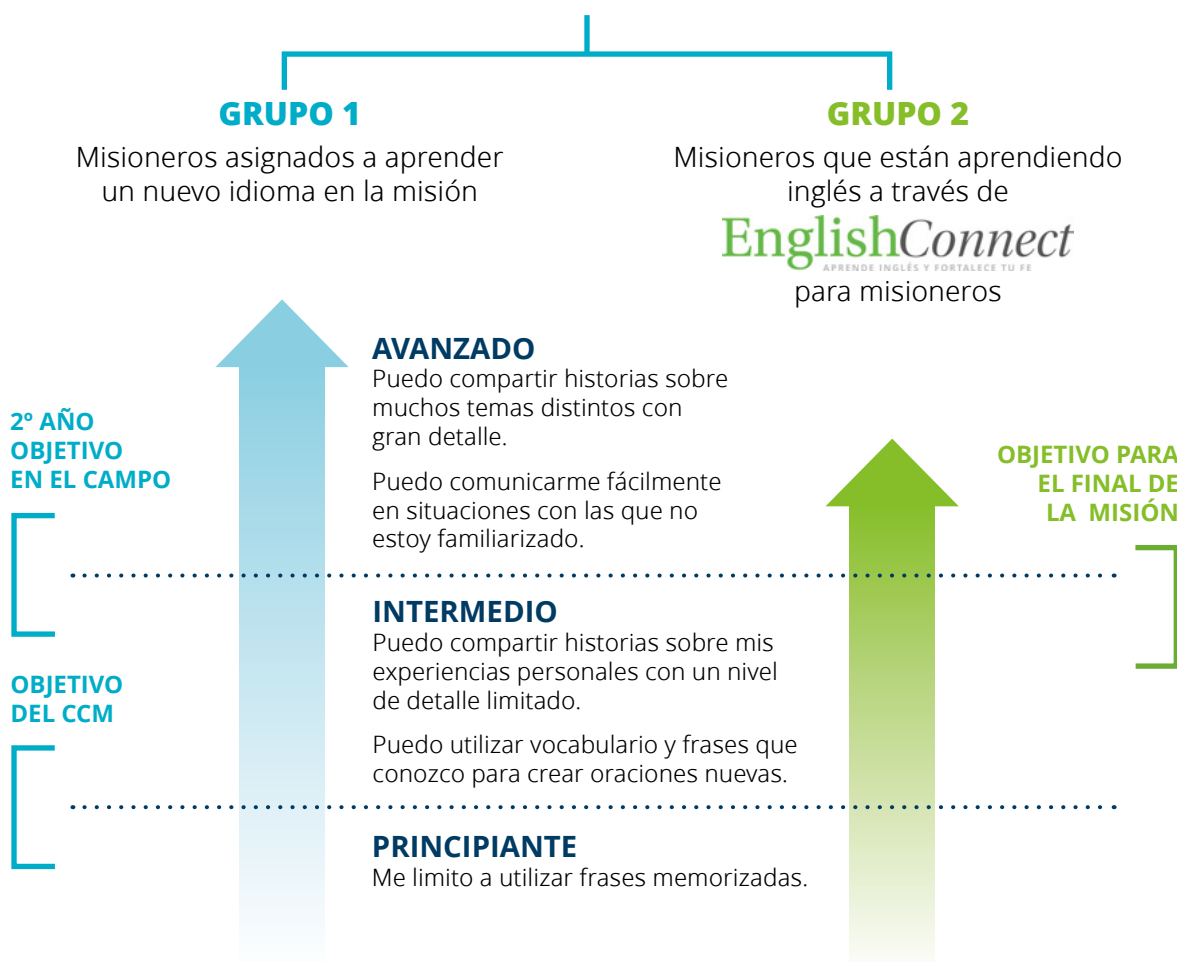 GRUPO 1
Misioneros asignados a aprender
un nuevo idioma en la misión
GRUPO 2
Misioneros que están aprendiendo
inglés a través de
EnglishConnect
APRENDE INGLÉS Y FORTALECE TU FE
para misioneros
AVANZADO
Puedo compartir historias sobre
muchos temas distintos con
gran detalle.
Puedo comunicarme fácilmente
en situaciones con las que no
estoy familiarizado.
2º AÑO
OBJETIVO
EN EL CAMPO
OBJETIVO PARA
EL FINAL DE
LA MISIÓN
INTERMEDIO
Puedo compartir historias sobre mis
experiencias personales con un nivel
de detalle limitado.
Puedo utilizar vocabulario y frases que
conozco para crear oraciones nuevas.
OBJETIVO
DEL CCM
PRINCIPIANTE
Me limito a utilizar frases memorizadas.